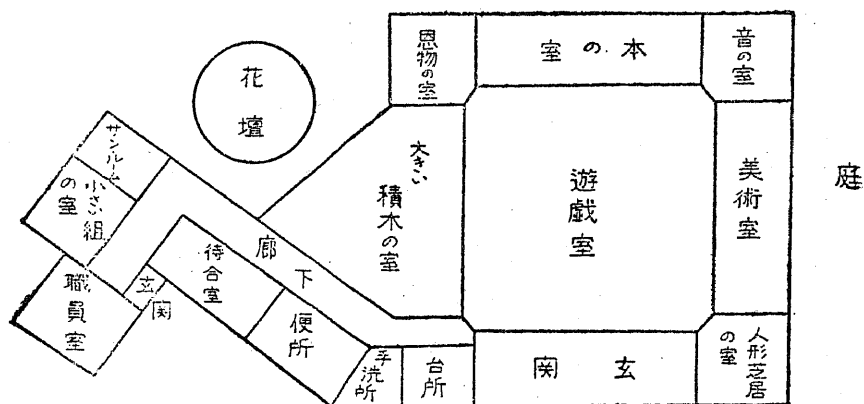 恩物の室
室の本
音の室
花壇
サンルーム
小さい組の室
大きい積木の室
遊戯室
美術室
庭
廊下
待合室
玄関
職員室
便所
手洗所
台所
関玄
人形芝居の室